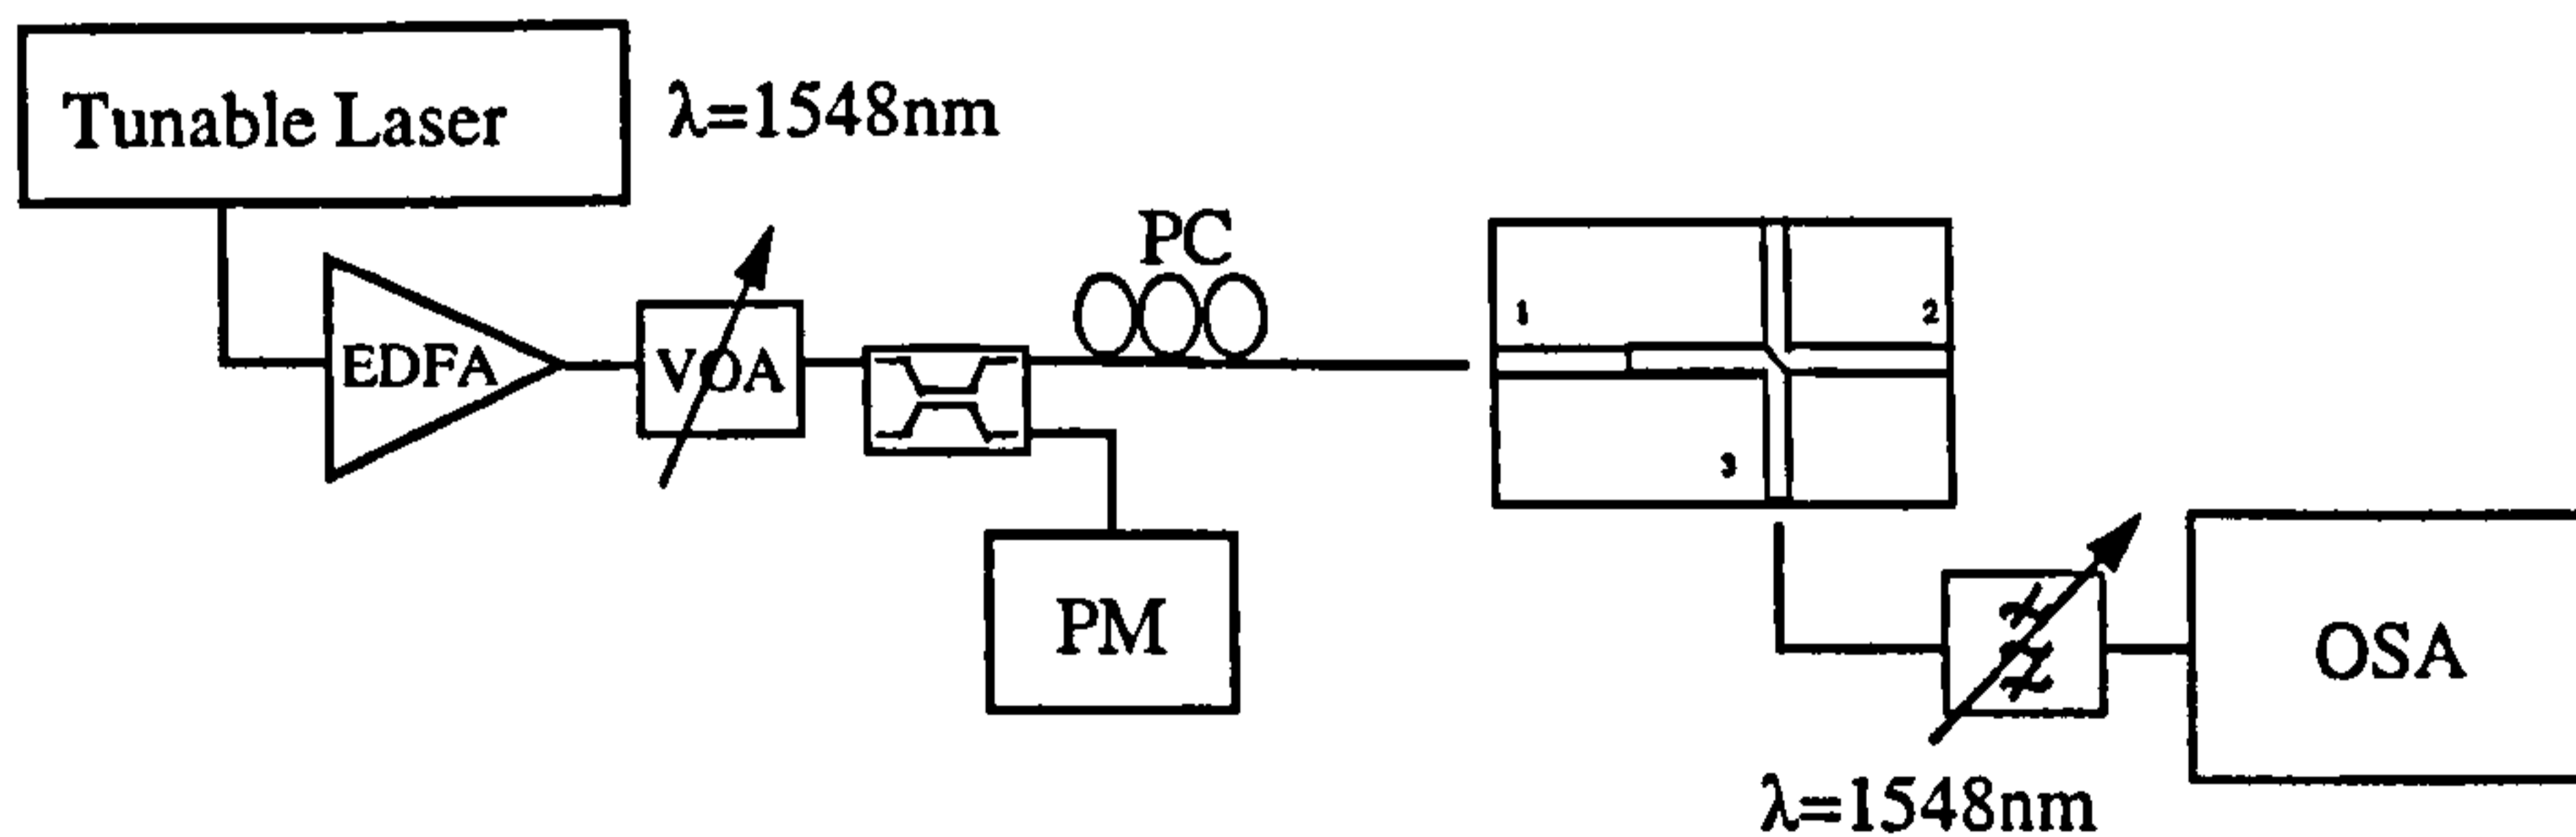 Tunable Laser
λ=1548nm
EDFA
VOA
PC
PM
1
2
3
OSA
λ=1548nm